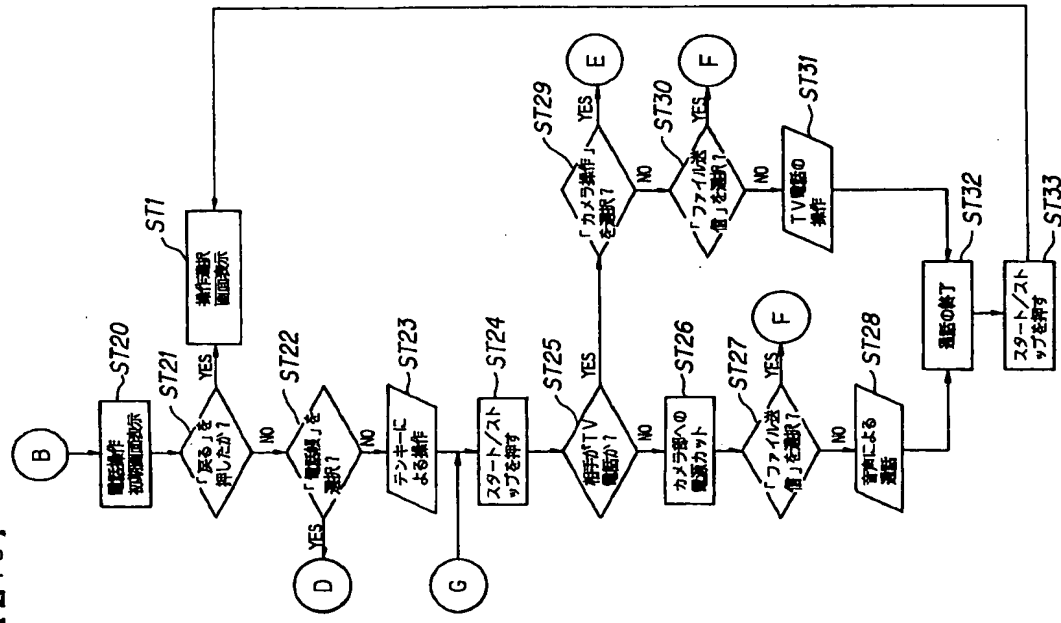 B
電話操作
初期画面表示
ST20
「戻る」を
押したか?
ST21
YES
NO
操作選択
画面表示
ST1
「電話帳」を
選択?
ST22
YES
NO
D
テンキーに
よる操作
ST23
G
スタート/スト
ップを押す
ST24
相手がTV
電話か?
ST25
YES
NO
カメラ部への
電源カット
ST26
「ファイル送
信」を選択?
ST27
YES
NO
F
音声による
通話
ST28
「カメラ操作」
を選択?
ST29
YES
NO
E
「ファイル送
信」を選択?
ST30
YES
NO
F
TV電話の
操作
ST31
通話の終了
ST32
スタート/スト
ップを押す
ST33